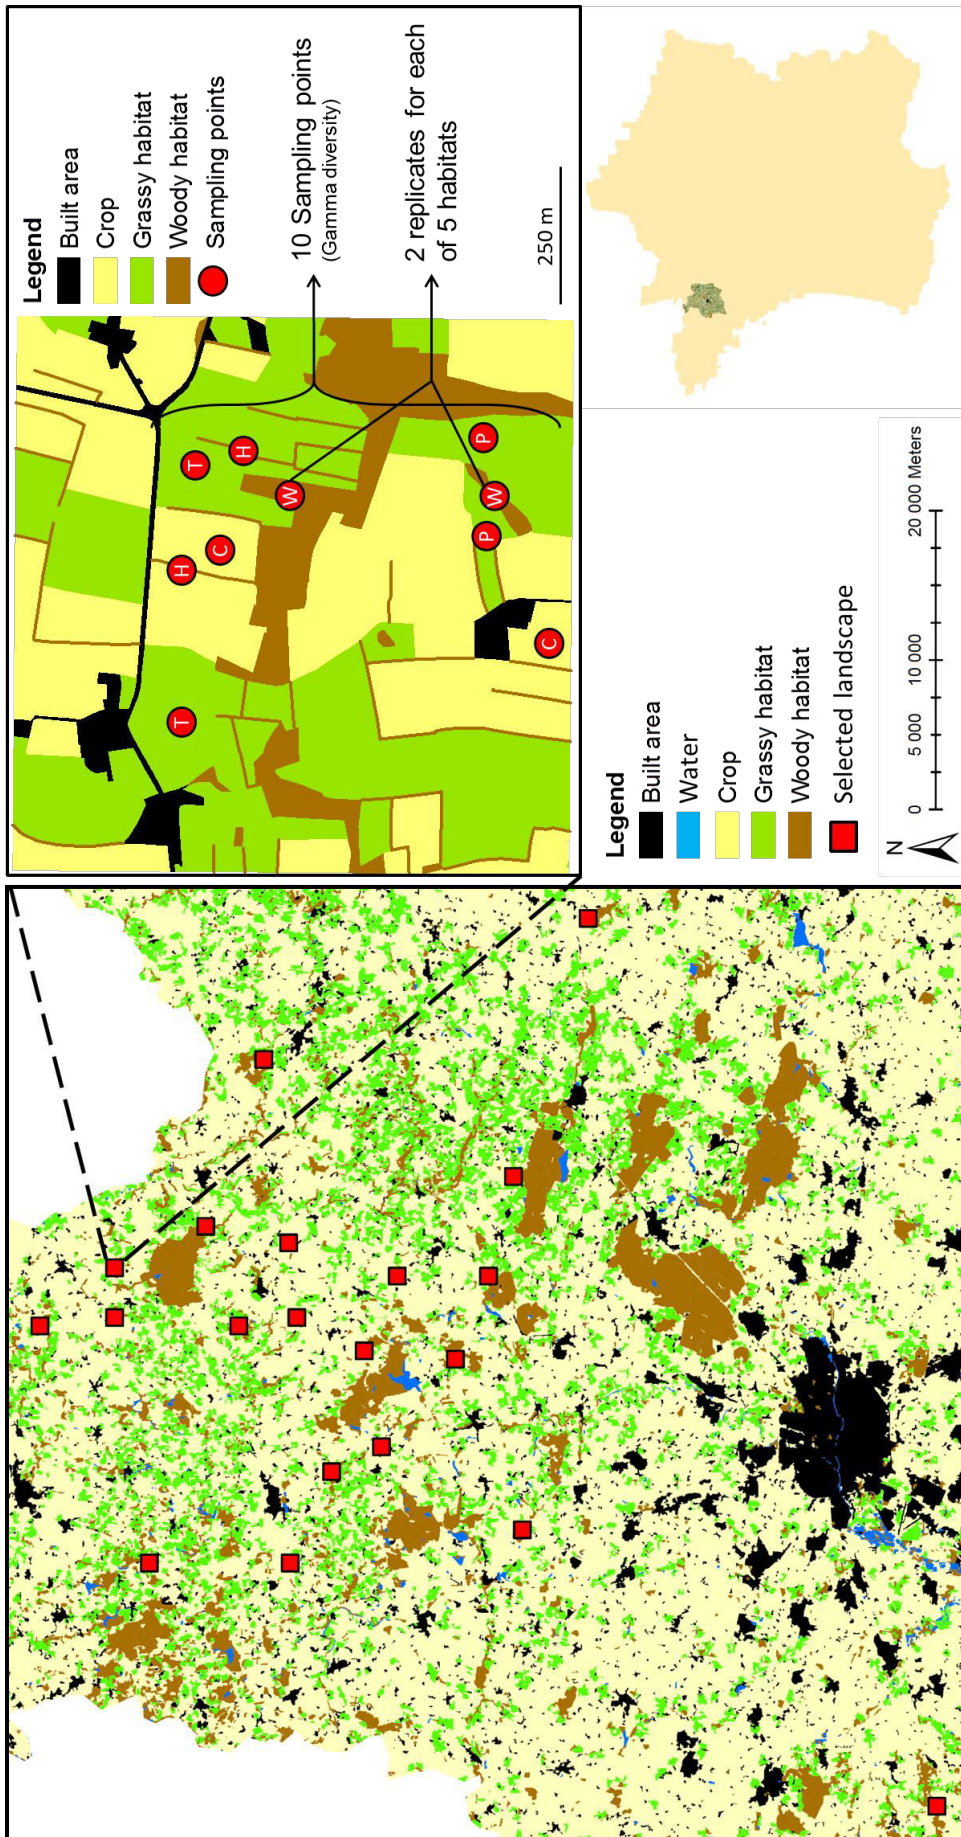 Legend
Built area
Crop
Grassy habitat
Woody habitat
Sampling points
10 Sampling points
(Gamma diversity)
2 replicates for each
of 5 habitats
250 m
T
H
C
T
H
W
P
W
P
C
Legend
Built area
Water
Crop
Grassy habitat
Woody habitat
Selected landscape
N
0 5 000 10 000 20 000 Meters